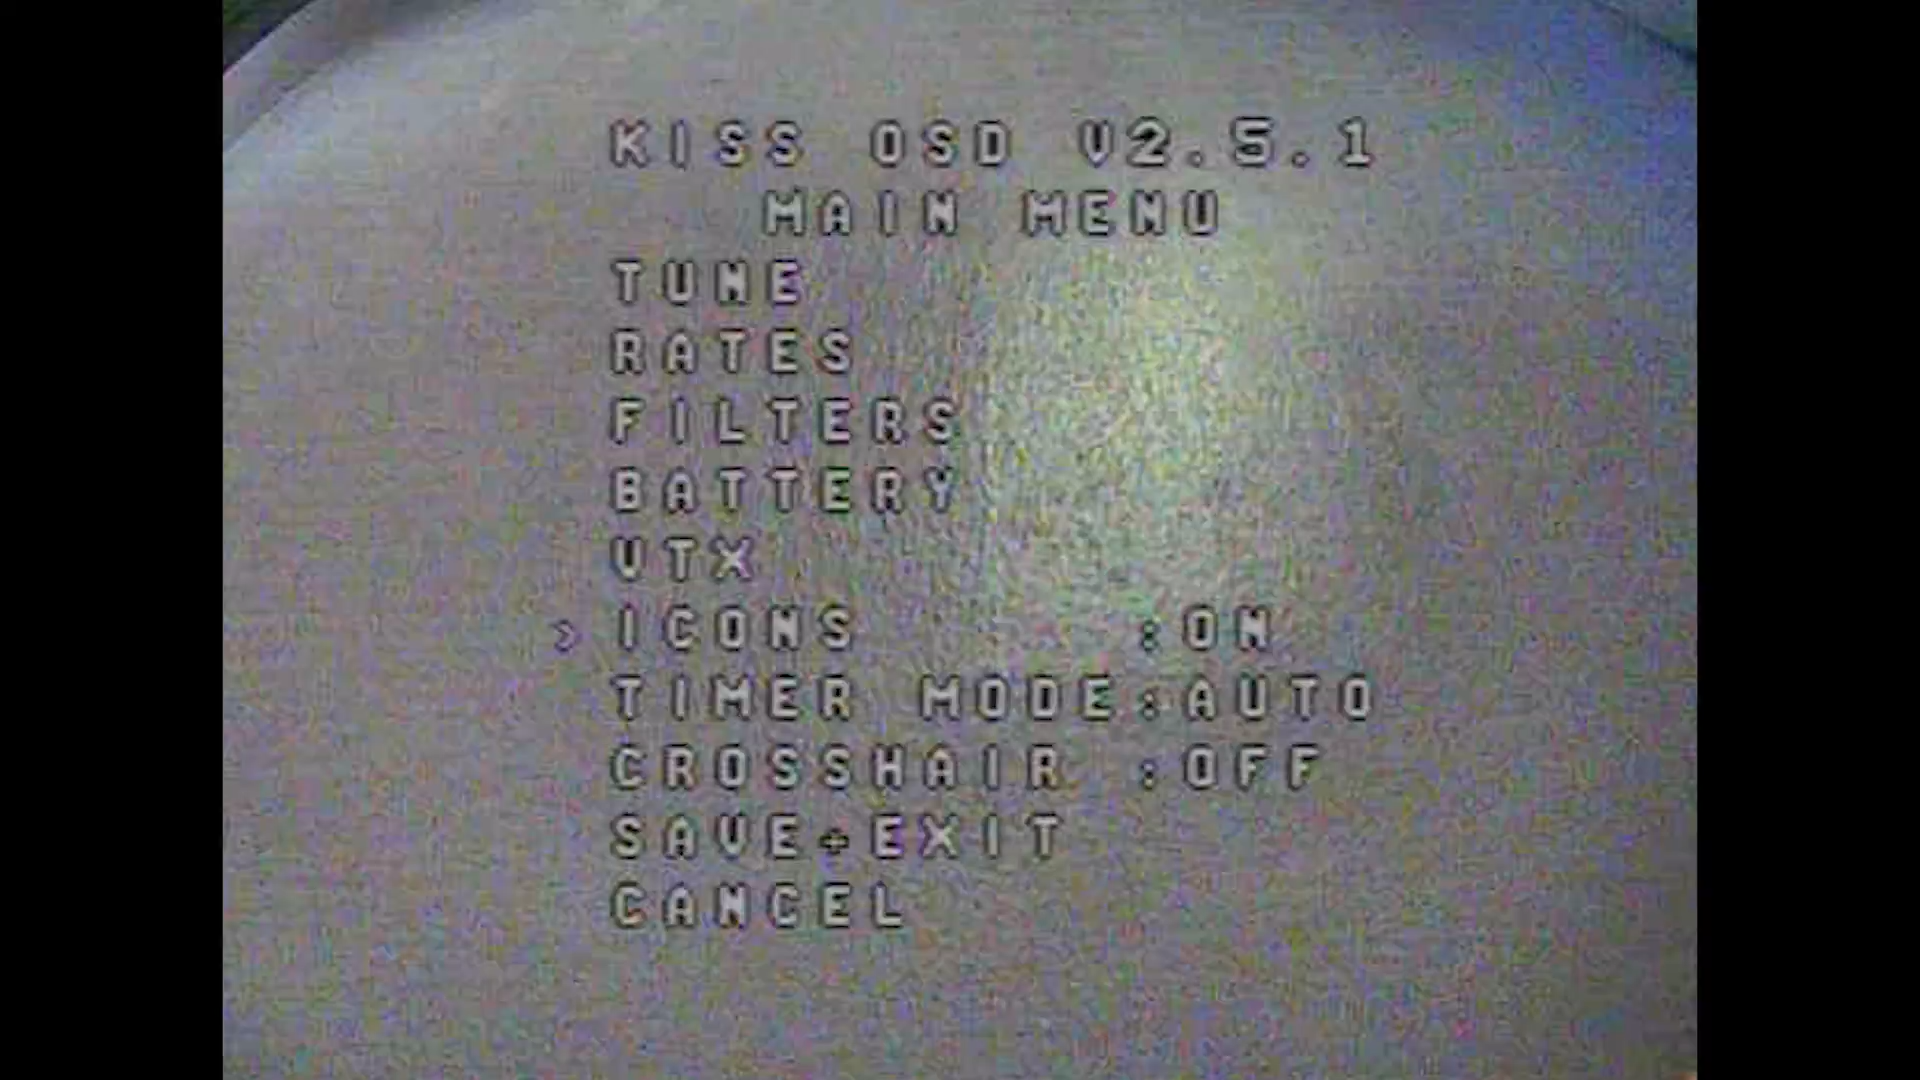 KISS OSD V2.5.1
MAIN MENU
TUNE
RATES
FILTERS
BATTERY
VTX
> ICONS :ON
TIMER MODE:AUTO
CROSSHAIR :OFF
SAVE+EXIT
CANCEL